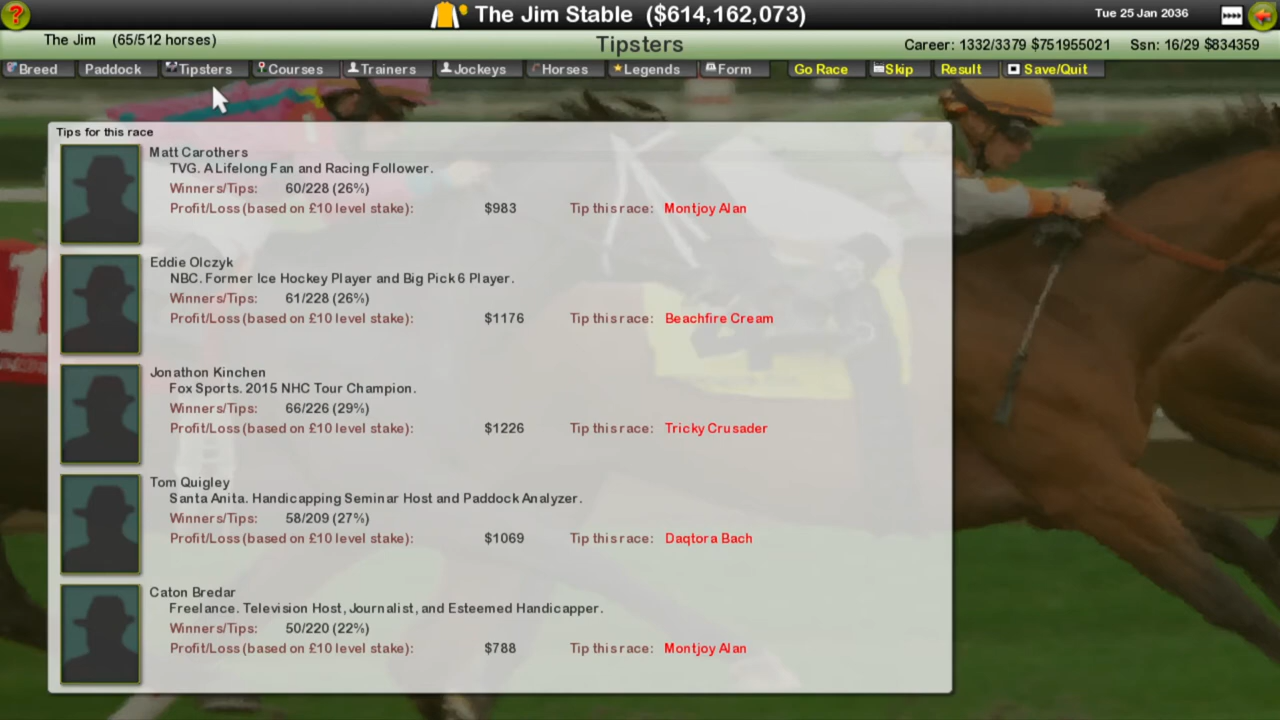 The Jim Stable ($614,162,073)
Tue 25 Jan 2036
The Jim (65/512 horses)
Tipsters
Career: 1332/3379 $751955021 Ssn: 16/29 $834359
Breed Paddock Tipsters Courses Trainers Jockeys Horses Legends Form Go Race Skip Result Save/Quit
Tips for this race
Matt Carothers
TVG. A Lifelong Fan and Racing Follower.
Winners/Tips: 60/228 (26%)
Profit/Loss (based on £10 level stake): $983 Tip this race: Montjoy Alan
Eddie Olczyk
NBC. Former Ice Hockey Player and Big Pick 6 Player.
Winners/Tips: 61/228 (26%)
Profit/Loss (based on £10 level stake): $1176 Tip this race: Beachfire Cream
Jonathon Kinchen
Fox Sports. 2015 NHC Tour Champion.
Winners/Tips: 66/226 (29%)
Profit/Loss (based on £10 level stake): $1226 Tip this race: Tricky Crusader
Tom Quigley
Santa Anita. Handicapping Seminar Host and Paddock Analyzer.
Winners/Tips: 58/209 (27%)
Profit/Loss (based on £10 level stake): $1069 Tip this race: Daqtora Bach
Caton Bredar
Freelance. Television Host, Journalist, and Esteemed Handicapper.
Winners/Tips: 50/220 (22%)
Profit/Loss (based on £10 level stake): $788 Tip this race: Montjoy Alan